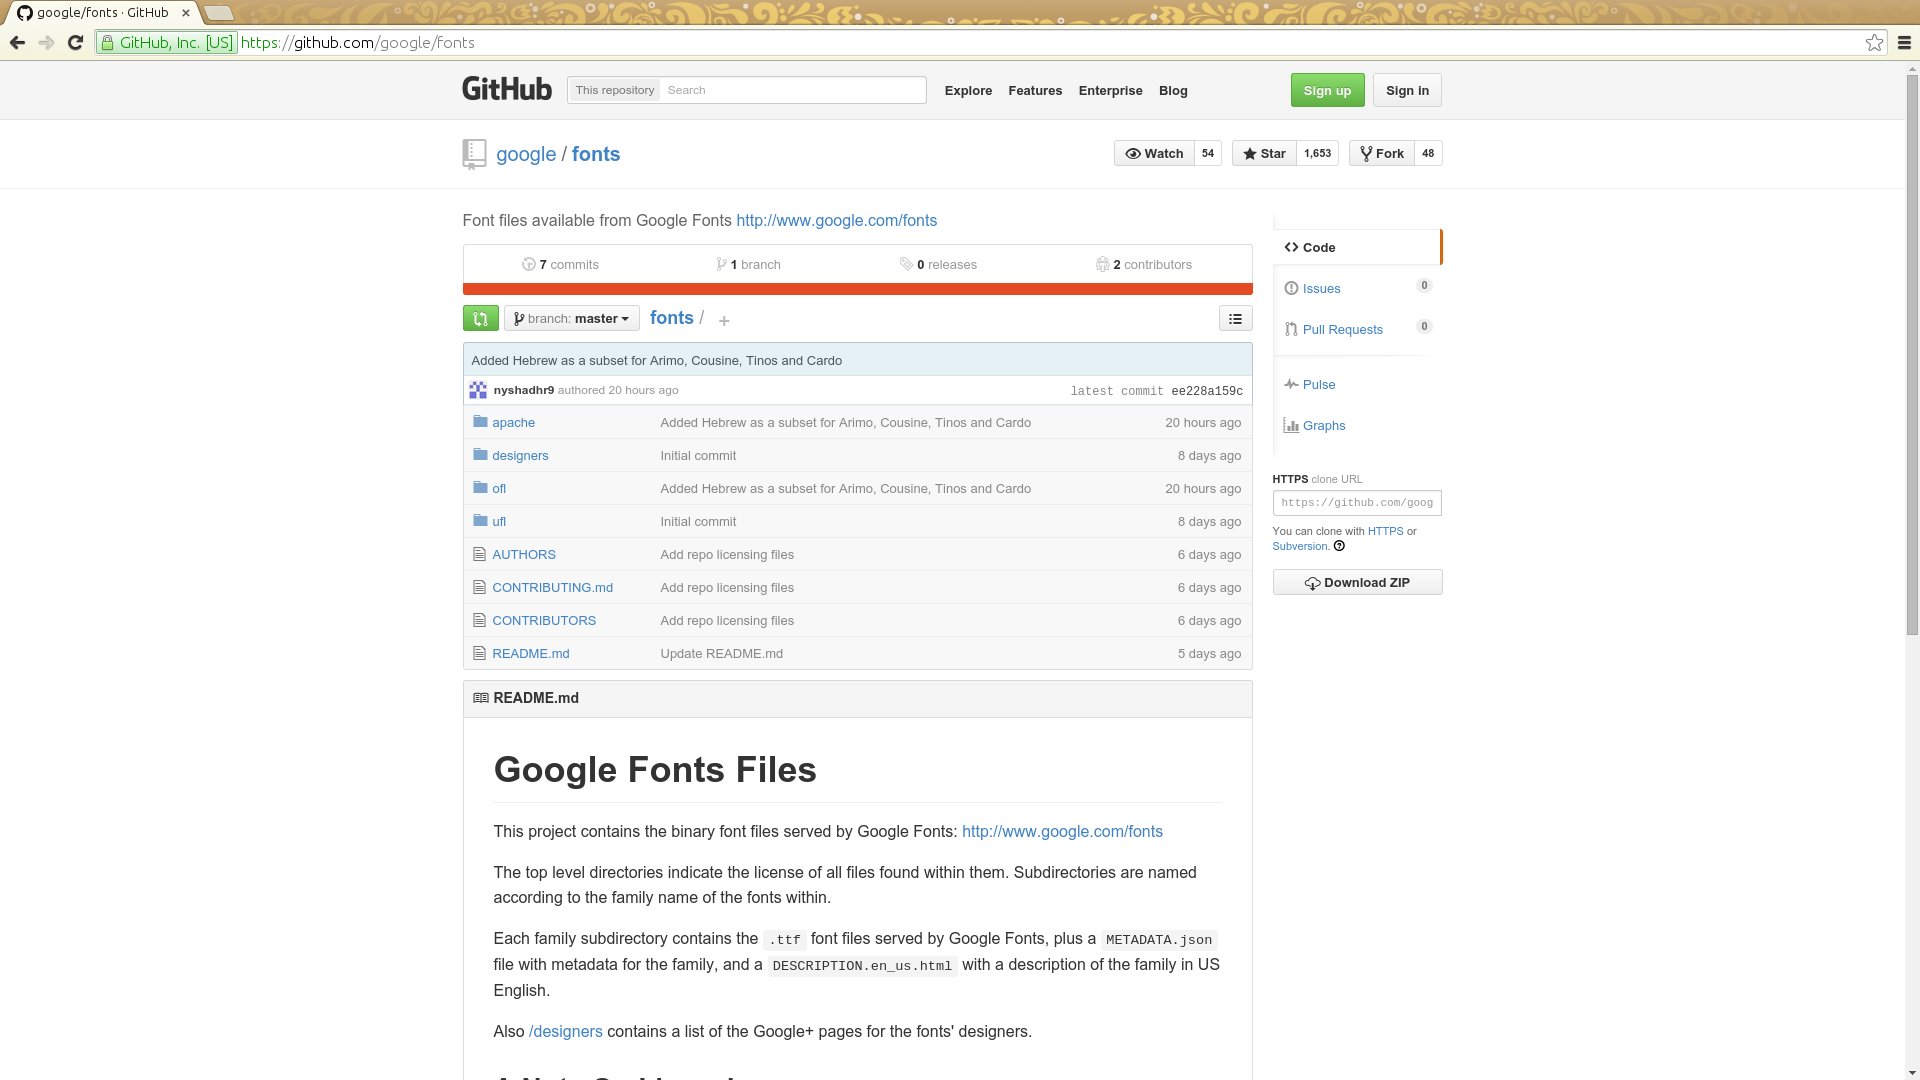 google/fonts · GitHub
GitHub, Inc. [US] https://github.com/google/fonts
GitHub This repository Search Explore Features Enterprise Blog Sign up Sign in
google / fonts Watch 54 Star 1,653 Fork 48
Font files available from Google Fonts http://www.google.com/fonts
7 commits 1 branch 0 releases 2 contributors
branch: master fonts / +
Added Hebrew as a subset for Arimo, Cousine, Tinos and Cardo
nyshadhr9 authored 20 hours ago latest commit ee228a159c
apache Added Hebrew as a subset for Arimo, Cousine, Tinos and Cardo 20 hours ago
designers Initial commit 8 days ago
ofl Added Hebrew as a subset for Arimo, Cousine, Tinos and Cardo 20 hours ago
ufl Initial commit 8 days ago
AUTHORS Add repo licensing files 6 days ago
CONTRIBUTING.md Add repo licensing files 6 days ago
CONTRIBUTORS Add repo licensing files 6 days ago
README.md Update README.md 5 days ago
Code
Issues 0
Pull Requests 0
Pulse
Graphs
HTTPS clone URL
https://github.com/goog
You can clone with HTTPS or
Subversion.
Download ZIP
README.md
Google Fonts Files
This project contains the binary font files served by Google Fonts: http://www.google.com/fonts
The top level directories indicate the license of all files found within them. Subdirectories are named
according to the family name of the fonts within.
Each family subdirectory contains the .ttf font files served by Google Fonts, plus a METADATA.json
file with metadata for the family, and a DESCRIPTION.en_us.html with a description of the family in US
English.
Also /designers contains a list of the Google+ pages for the fonts' designers.